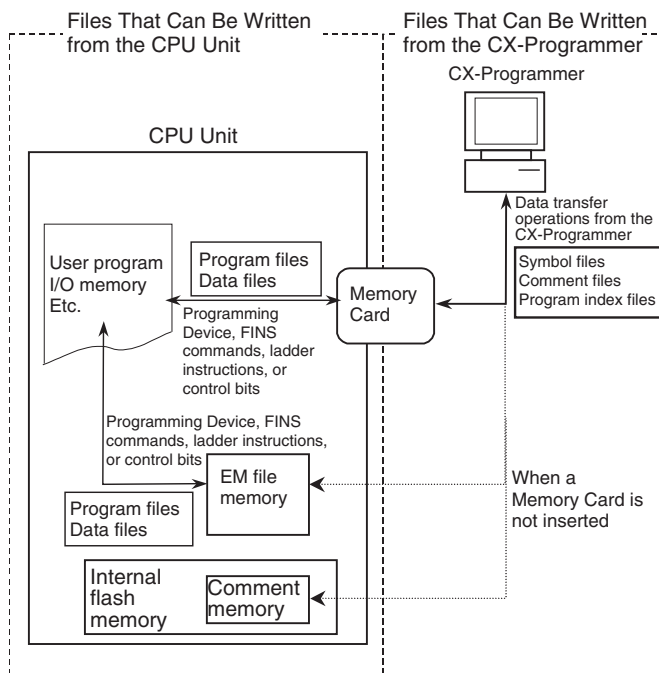 Files That Can Be Written
from the CPU Unit
Files That Can Be Written
from the CX-Programmer
CX-Programmer
CPU Unit
Data transfer
operations from the
CX-Programmer
Symbol files
Comment files
Program index files
User program
I/O memory
Etc.
Program files
Data files
Memory
Card
Programming
Device, FINS
commands, ladder
instructions, or
control bits
Programming Device, FINS
commands, ladder instructions,
or control bits
EM file
memory
Program files
Data files
When a
Memory Card is
not inserted
Internal
flash
memory
Comment
memory